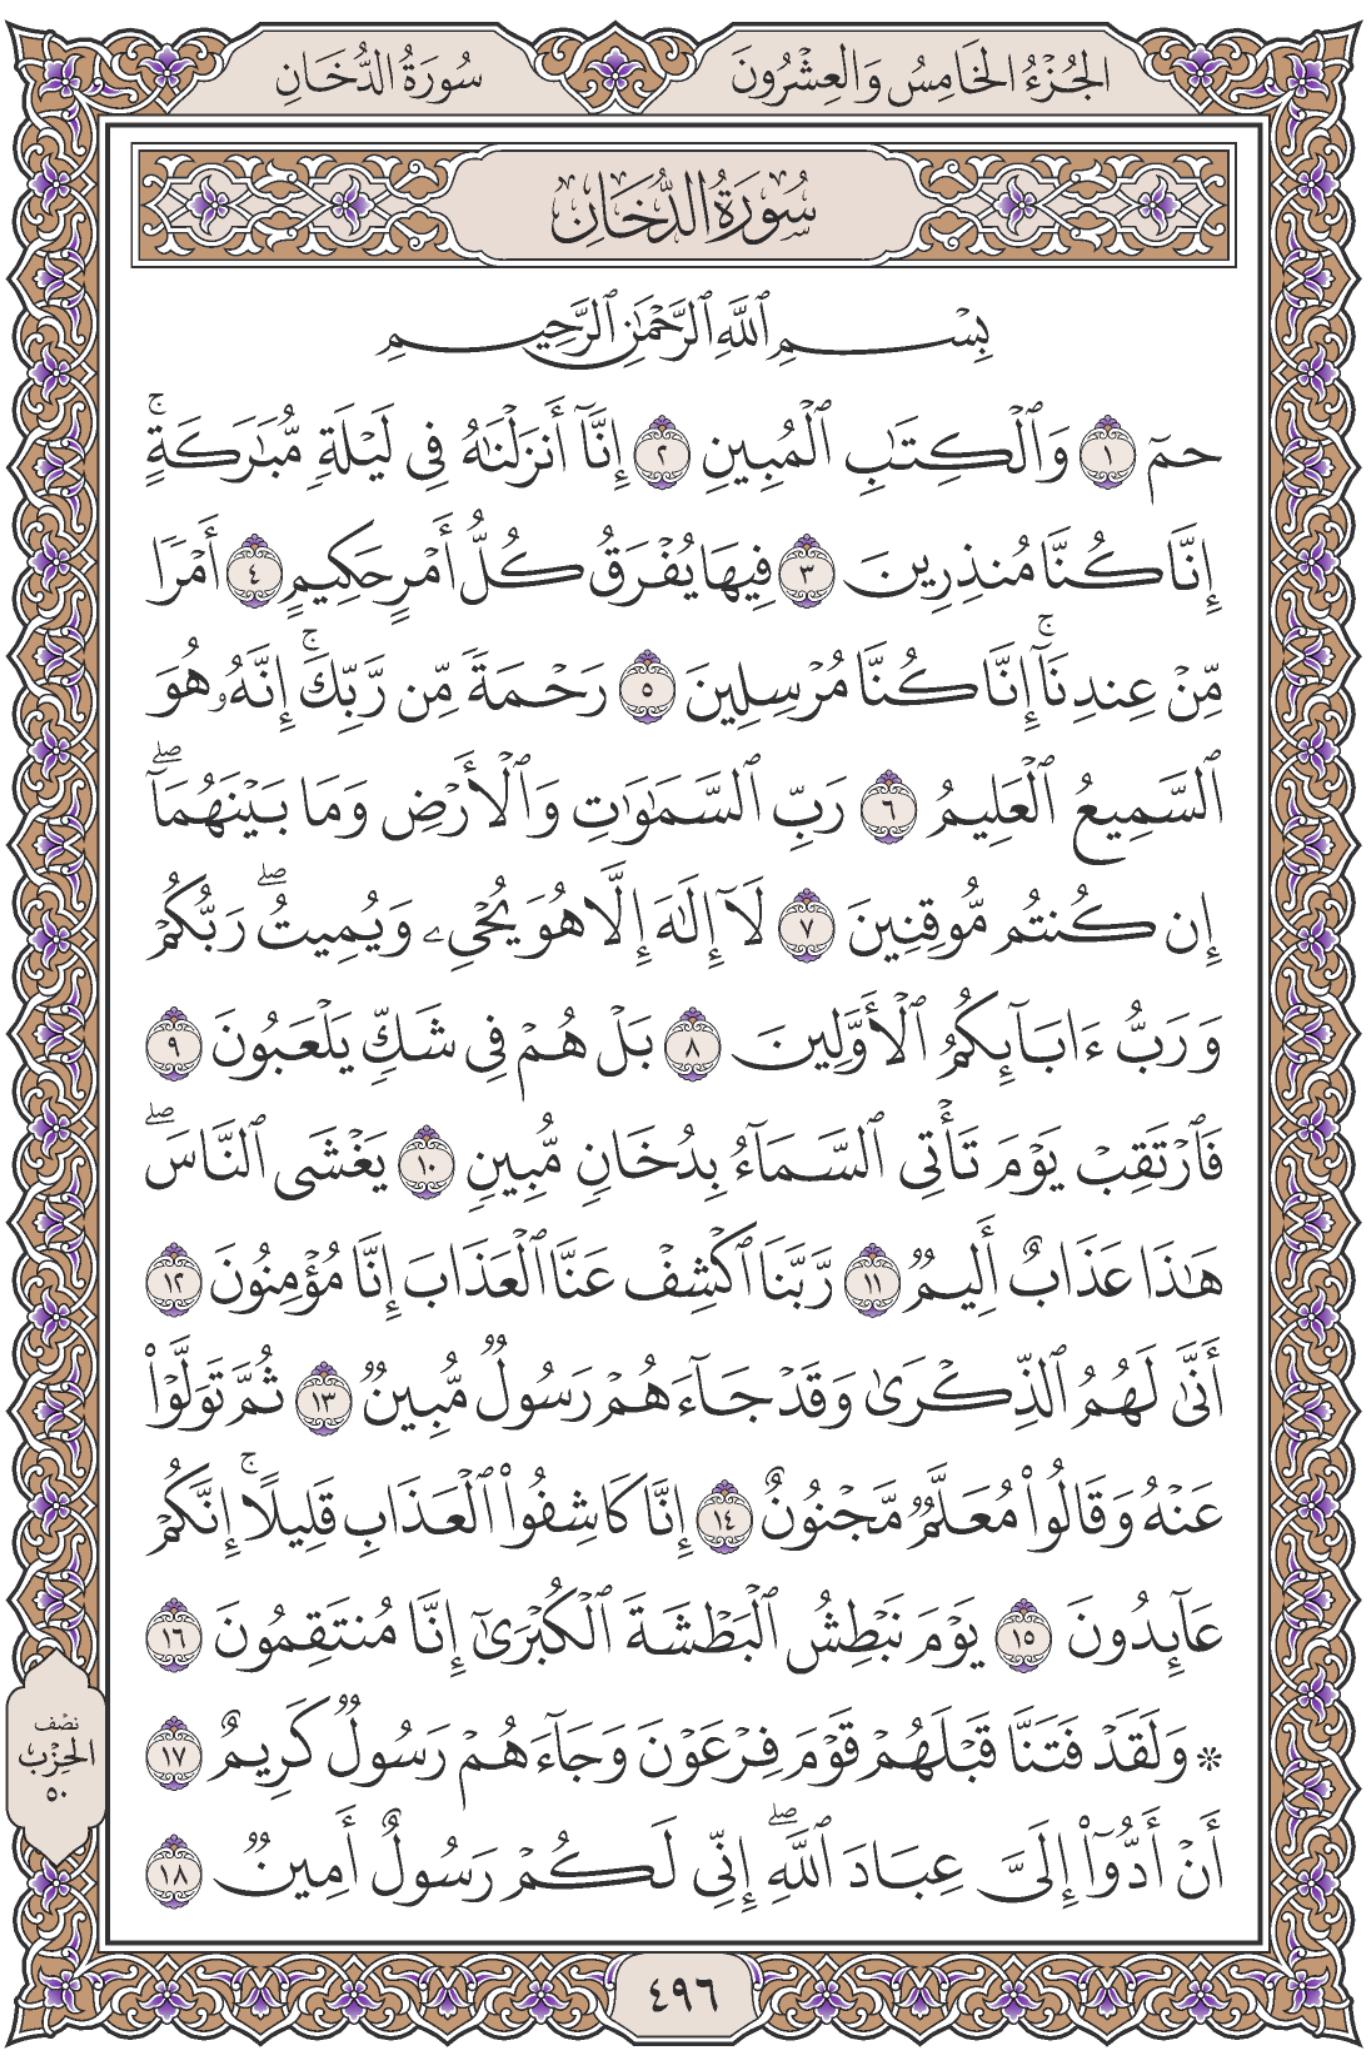 الجُزْءُ الخَامِسُ وَالعِشْرُونَ
سُورَةُ الدُّخَانِ
سُورَةُ الدُّخَانِ
بِسْمِ ٱللَّهِ ٱلرَّحْمَٰنِ ٱلرَّحِيمِ
حمٓ ١ وَٱلْكِتَٰبِ ٱلْمُبِينِ ٢ إِنَّآ أَنزَلْنَٰهُ فِى لَيْلَةٍ مُّبَٰرَكَةٍ ۚ
إِنَّا كُنَّا مُنذِرِينَ ٣ فِيهَا يُفْرَقُ كُلُّ أَمْرٍ حَكِيمٍ ٤ أَمْرًا
مِّنْ عِندِنَآ ۚ إِنَّا كُنَّا مُرْسِلِينَ ٥ رَحْمَةً مِّن رَّبِّكَ ۚ إِنَّهُۥ هُوَ
ٱلسَّمِيعُ ٱلْعَلِيمُ ٦ رَبِّ ٱلسَّمَٰوَٰتِ وَٱلْأَرْضِ وَمَا بَيْنَهُمَآ ۖ
إِن كُنتُم مُّوقِنِينَ ٧ لَآ إِلَٰهَ إِلَّا هُوَ يُحْىِۦ وَيُمِيتُ ۖ رَبُّكُمْ
وَرَبُّ ءَابَآئِكُمُ ٱلْأَوَّلِينَ ٨ بَلْ هُمْ فِى شَكٍّ يَلْعَبُونَ ٩
فَٱرْتَقِبْ يَوْمَ تَأْتِى ٱلسَّمَآءُ بِدُخَانٍ مُّبِينٍ ١٠ يَغْشَى ٱلنَّاسَ ۖ
هَٰذَا عَذَابٌ أَلِيمٌ ١١ رَّبَّنَا ٱكْشِفْ عَنَّا ٱلْعَذَابَ إِنَّا مُؤْمِنُونَ ١٢
أَنَّىٰ لَهُمُ ٱلذِّكْرَىٰ وَقَدْ جَآءَهُمْ رَسُولٌ مُّبِينٌ ١٣ ثُمَّ تَوَلَّوْا۟
عَنْهُ وَقَالُوا۟ مُعَلَّمٌ مَّجْنُونٌ ١٤ إِنَّا كَاشِفُوا۟ ٱلْعَذَابِ قَلِيلًا ۚ إِنَّكُمْ
عَآئِدُونَ ١٥ يَوْمَ نَبْطِشُ ٱلْبَطْشَةَ ٱلْكُبْرَىٰٓ إِنَّا مُنتَقِمُونَ ١٦
۞ وَلَقَدْ فَتَنَّا قَبْلَهُمْ قَوْمَ فِرْعَوْنَ وَجَآءَهُمْ رَسُولٌ كَرِيمٌ ١٧
أَنْ أَدُّوٓا۟ إِلَىَّ عِبَادَ ٱللَّهِ ۖ إِنِّى لَكُمْ رَسُولٌ أَمِينٌ ١٨
نصف
الحِزْب
٥٠
٤٩٦